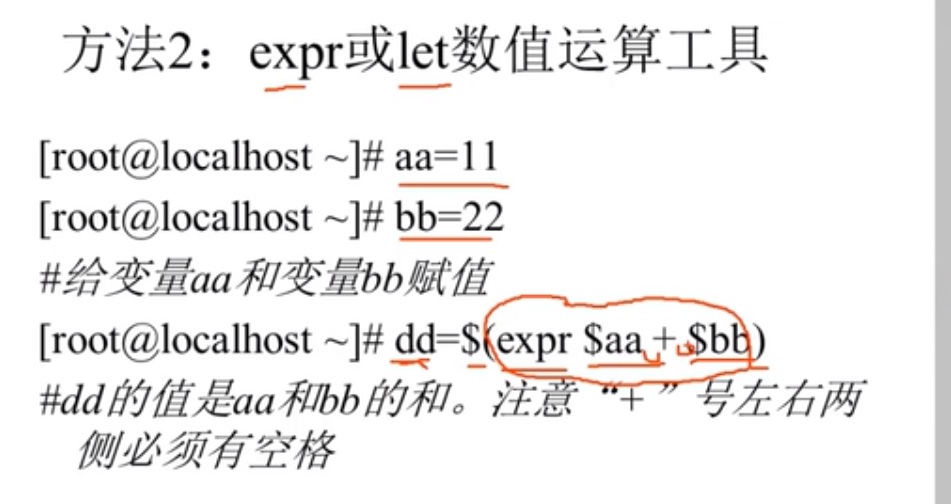 方法2：expr或let数值运算工具
[root@localhost ~]# aa=11
[root@localhost ~]# bb=22
#给变量aa和变量bb赋值
[root@localhost ~]# dd=$(expr $aa + $bb)
#dd的值是aa和bb的和。注意“+”号左右两
侧必须有空格